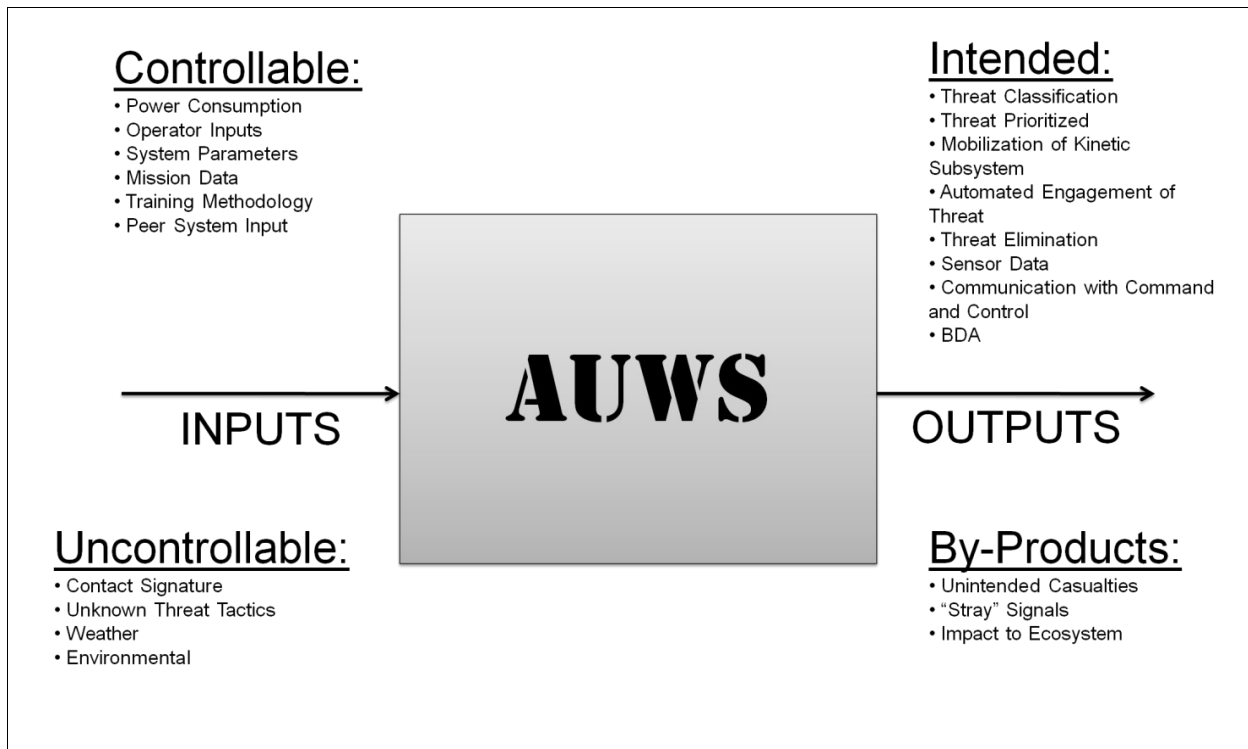 Controllable:
• Power Consumption
• Operator Inputs
• System Parameters
• Mission Data
• Training Methodology
• Peer System Input
Intended:
• Threat Classification
• Threat Prioritized
• Mobilization of Kinetic
Subsystem
• Automated Engagement of
Threat
• Threat Elimination
• Sensor Data
• Communication with Command
and Control
• BDA
AUWS
INPUTS
OUTPUTS
Uncontrollable:
• Contact Signature
• Unknown Threat Tactics
• Weather
• Environmental
By-Products:
• Unintended Casualties
• “Stray” Signals
• Impact to Ecosystem